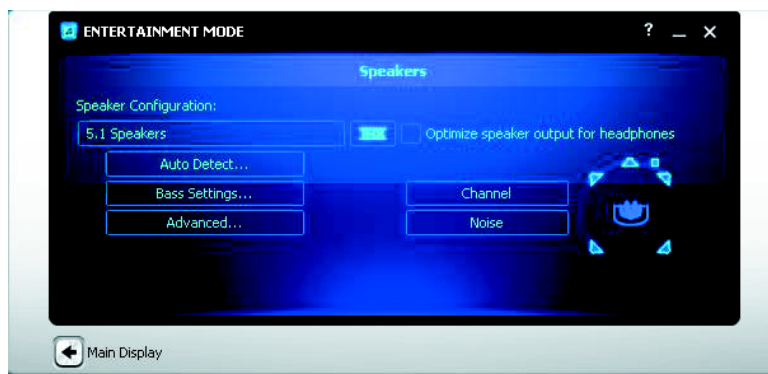 ENTERTAINMENT MODE
?
Speakers
Speaker Configuration:
5.1 Speakers
Optimize speaker output for headphones
Auto Detect...
Bass Settings...
Channel
Advanced...
Noise
Main Display